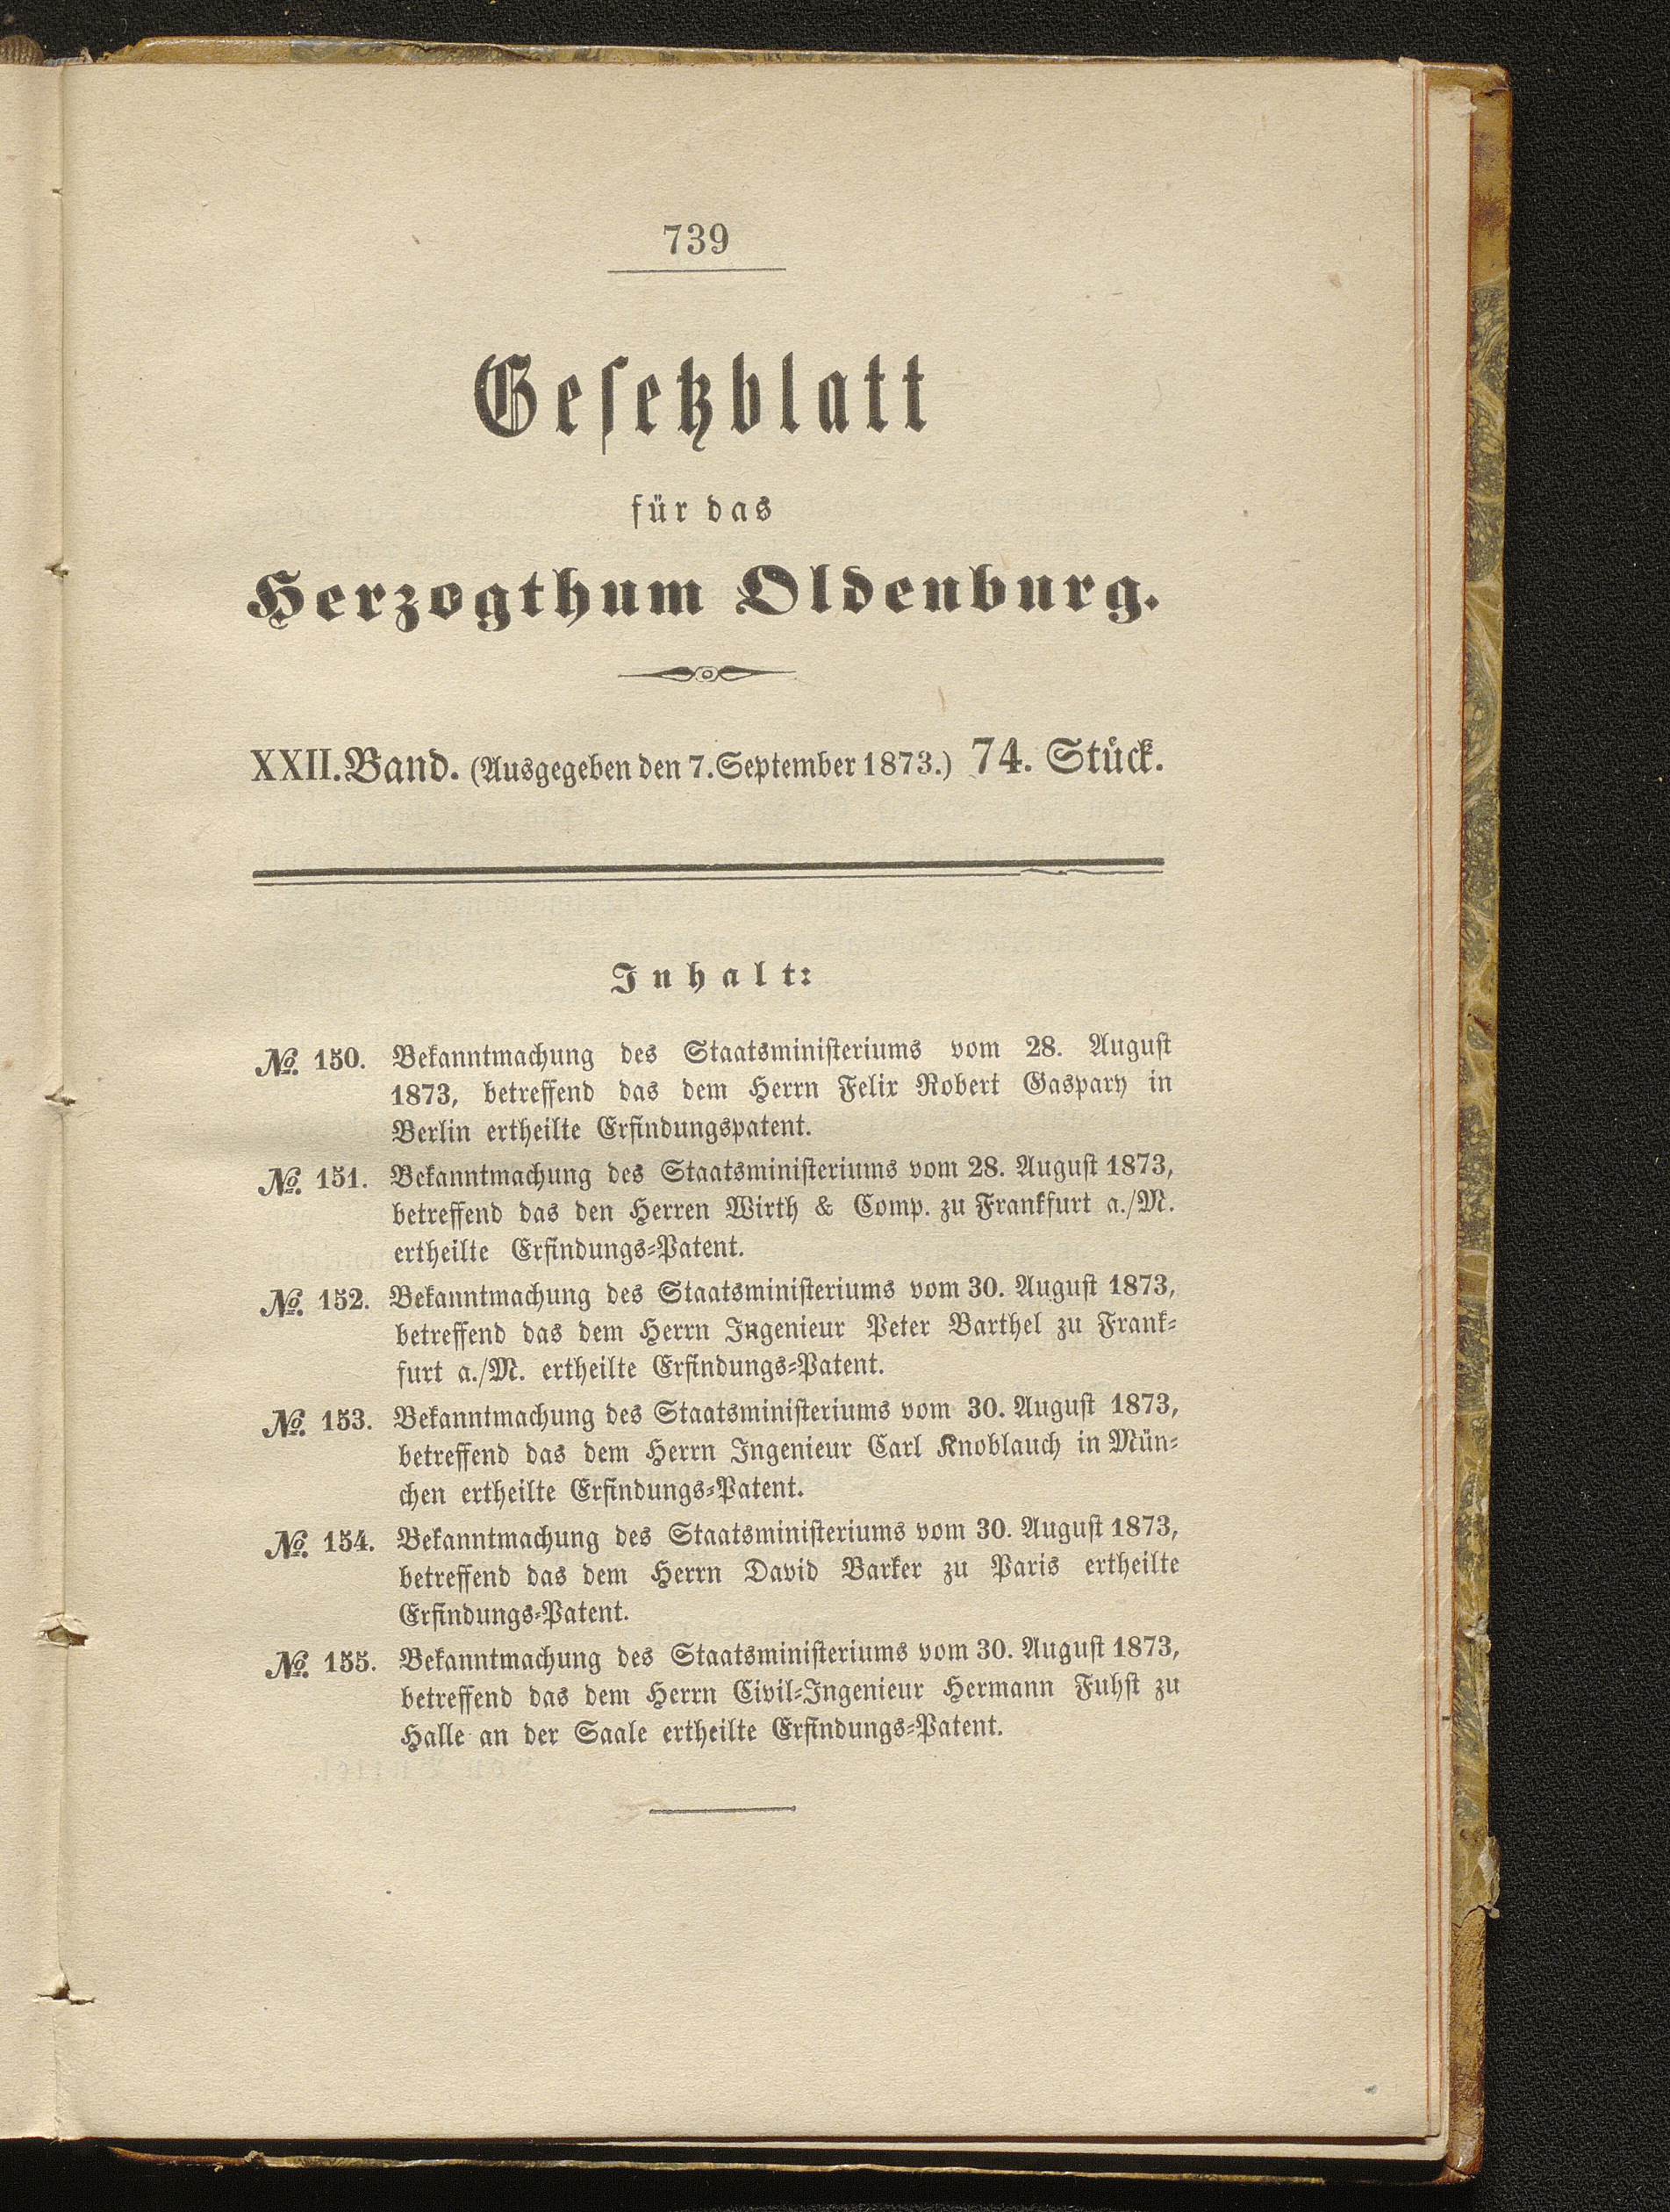 739
Gesetzblatt
für das
Herzogthum Oldenburg.
XXII. Band. (Ausgegeben den 7. September 1873.) 74. Stück.
Inhalt:
№. 150. Bekanntmachung des Staatsministeriums vom 28. August
1873, betreffend das dem Herrn Felix Robert Gaspary in
Berlin ertheilte Erfindungspatent.
№. 151. Bekanntmachung des Staatsministeriums vom 28. August 1873,
betreffend das den Herren Wirth & Comp. zu Frankfurt a./M.
ertheilte Erfindungs-Patent.
№. 152. Bekanntmachung des Staatsministeriums vom 30. August 1873,
betreffend das dem Herrn Ingenieur Peter Barthel zu Frank-
furt a./M. ertheilte Erfindungs-Patent.
№. 153. Bekanntmachung des Staatsministeriums vom 30. August 1873,
betreffend das dem Herrn Ingenieur Carl Knoblauch in Mün-
chen ertheilte Erfindungs-Patent.
№. 154. Bekanntmachung des Staatsministeriums vom 30. August 1873,
betreffend das dem Herrn David Barker zu Paris ertheilte
Erfindungs-Patent.
№. 155. Bekanntmachung des Staatsministeriums vom 30. August 1873,
betreffend das dem Herrn Civil-Ingenieur Hermann Fuhst zu
Halle an der Saale ertheilte Erfindungs-Patent.